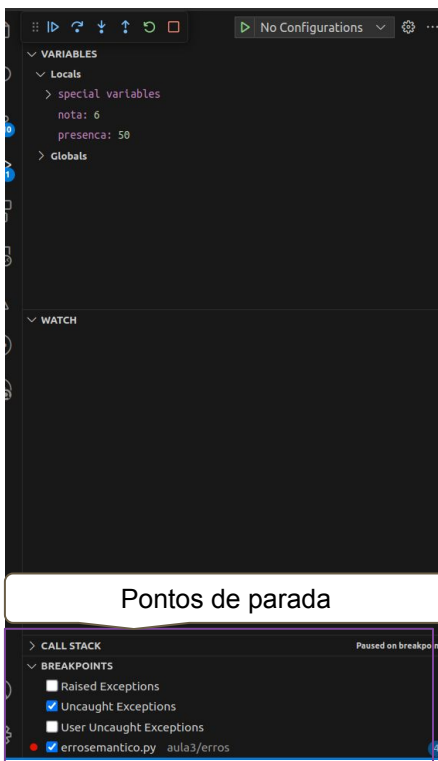 No Configurations
VARIABLES
Locals
special variables
nota: 6
presenca: 50
Globals
WATCH
Pontos de parada
CALL STACK Paused on
BREAKPOINTS
Raised Exceptions
Uncaught Exceptions
User Uncaught Exceptions
errosemantico.py aula3/erros